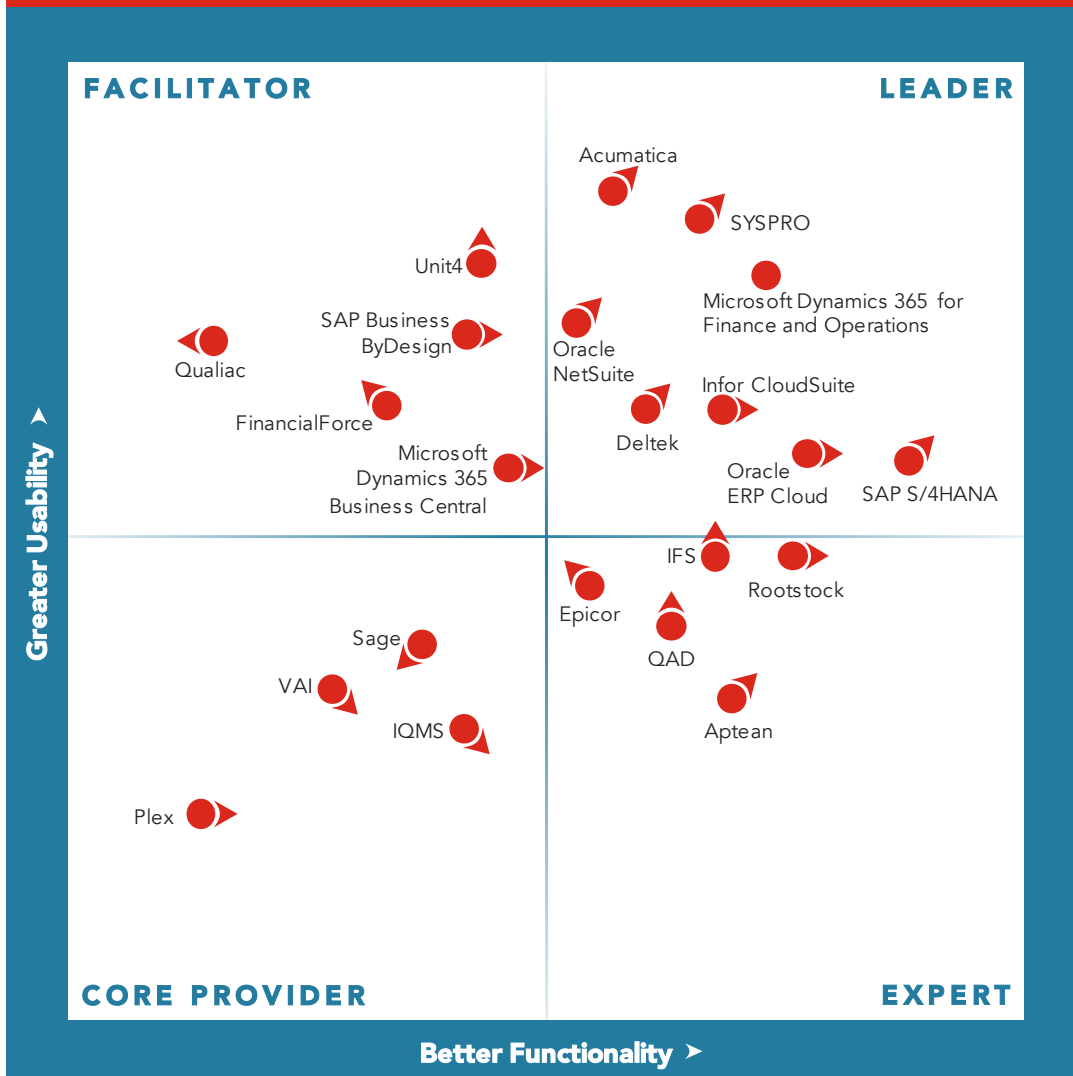 FACILITATOR
LEADER
Acumatica
SYSPRO
Unit4
Microsoft Dynamics 365 for
Finance and Operations
SAP Business
ByDesign
Oracle
NetSuite
Qualiac
Infor CloudSuite
FinancialForce
Deltek
Microsoft
Dynamics 365
Business Central
Oracle
ERP Cloud
SAP S/4HANA
IFS
Rootstock
Epicor
Sage
QAD
VAI
IQMS
Aptean
Plex
CORE PROVIDER
EXPERT
Greater Usability
Better Functionality